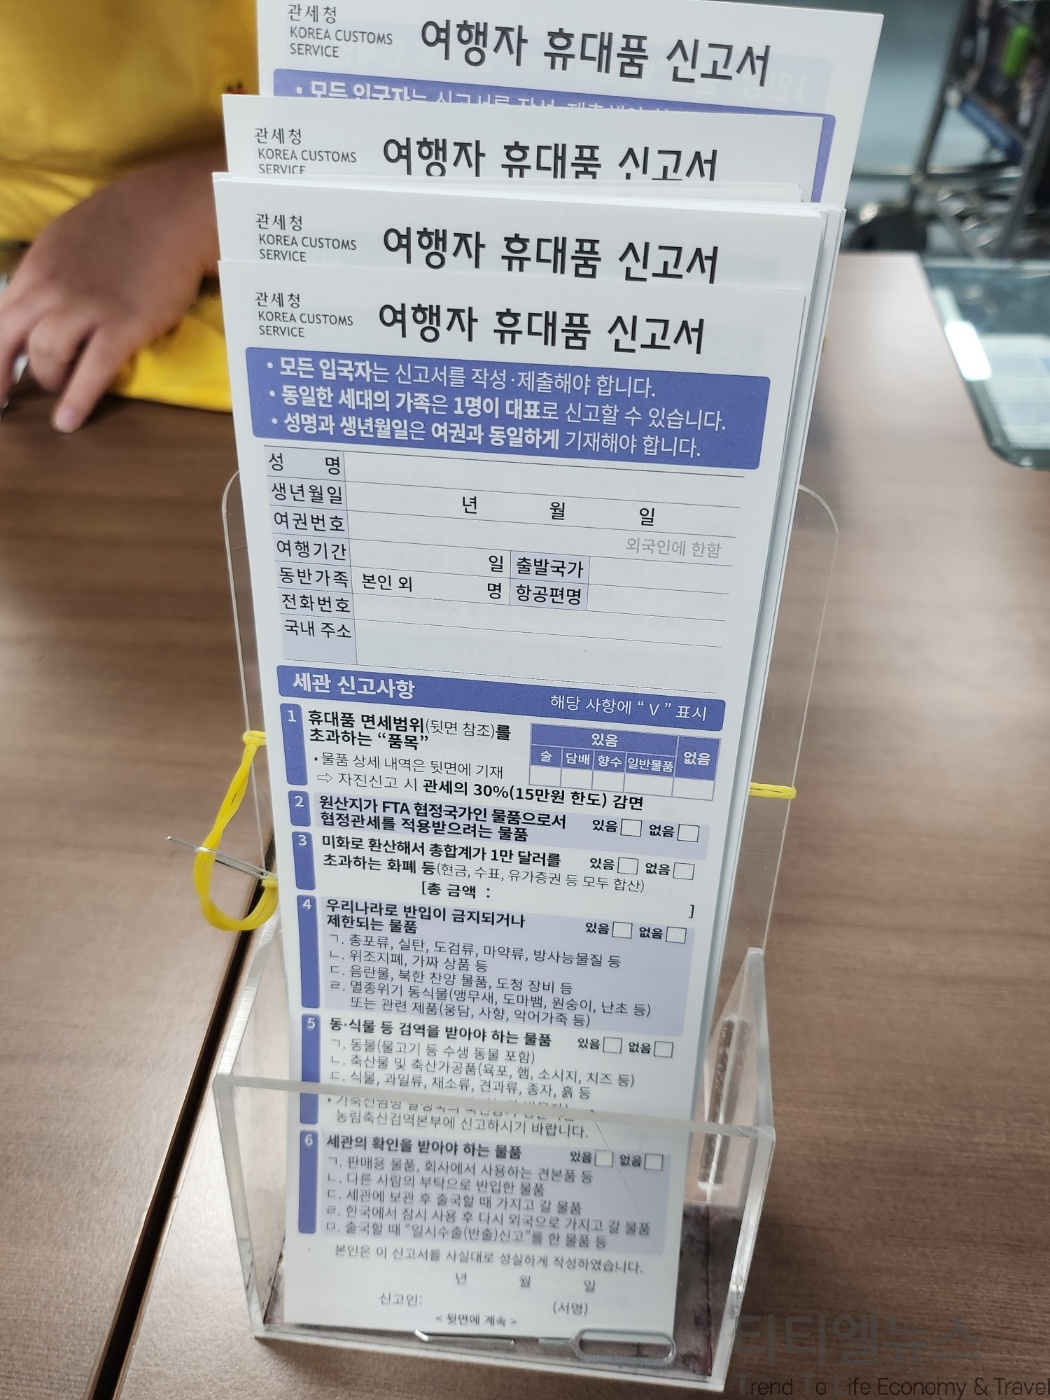 관세청
KOREA CUSTOMS
SERVICE
여행자 휴대품 신고서
• 모든 입국자는 신고서를 작성·제출해야
관세청
KOREA CUSTOMS
SERVICE
여행자 휴대품 신고서
관세청
KOREA CUSTOMS
SERVICE
여행자 휴대품 신고서
관세청
KOREA CUSTOMS
SERVICE
여행자 휴대품 신고서
• 모든 입국자는 신고서를 작성·제출해야 합니다.
• 동일한 세대의 가족은 1명이 대표로 신고할 수 있습니다.
• 성명과 생년월일은 여권과 동일하게 기재해야 합니다.
성 명
생년월일 년 월 일
여권번호 외국인에 한함
여행기간 일 출발국가
동반가족 본인 외 명 항공편명
전화번호
국내 주소
세관 신고사항 해당 사항에 “ V ” 표시
1 휴대품 면세범위(뒷면 참조)를
초과하는 “품목”
있음 없음
술 담배 향수 일반물품
• 물품 상세 내역은 뒷면에 기재
⇨ 자진신고 시 관세의 30%(15만원 한도) 감면
2 원산지가 FTA 협정국가인 물품으로서
협정관세를 적용받으려는 물품 있음 없음
3 미화로 환산해서 총합계가 1만 달러를
초과하는 화폐 등(현금, 수표, 유가증권 등 모두 합산) 있음 없음
[총 금액 : ]
4 우리나라로 반입이 금지되거나
제한되는 물품 있음 없음
ㄱ. 총포류, 실탄, 도검류, 마약류, 방사능물질 등
ㄴ. 위조지폐, 가짜 상품 등
ㄷ. 음란물, 북한 찬양 물품, 도청 장비 등
ㄹ. 멸종위기 동식물(앵무새, 도마뱀, 원숭이, 난초 등)
또는 관련 제품(웅담, 사향, 악어가죽 등)
5 동·식물 등 검역을 받아야 하는 물품 있음 없음
ㄱ. 동물(물고기 등 수생 동물 포함)
ㄴ. 축산물 및 축산가공품(육포, 햄, 소시지, 치즈 등)
ㄷ. 식물, 과일류, 채소류, 견과류, 종자, 흙 등
• 가축전염병 발생국의
농림축산검역본부에 신고하시기 바랍니다.
6 세관의 확인을 받아야 하는 물품 있음 없음
ㄱ. 판매용 물품, 회사에서 사용하는 견본품 등
ㄴ. 다른 사람의 부탁으로 반입한 물품
ㄷ. 세관에 보관 후 출국할 때 가지고 갈 물품
ㄹ. 한국에서 잠시 사용 후 다시 외국으로 가지고 갈 물품
ㅁ. 출국할 때 “일시수출(반출)신고”를 한 물품 등
본인은 이 신고서를 사실대로 성실하게 작성하였습니다.
년 월 일
신고인: (서명)
< 뒷면에 계속 >
티티엘뉴스
Trend To Life Economy & Travel